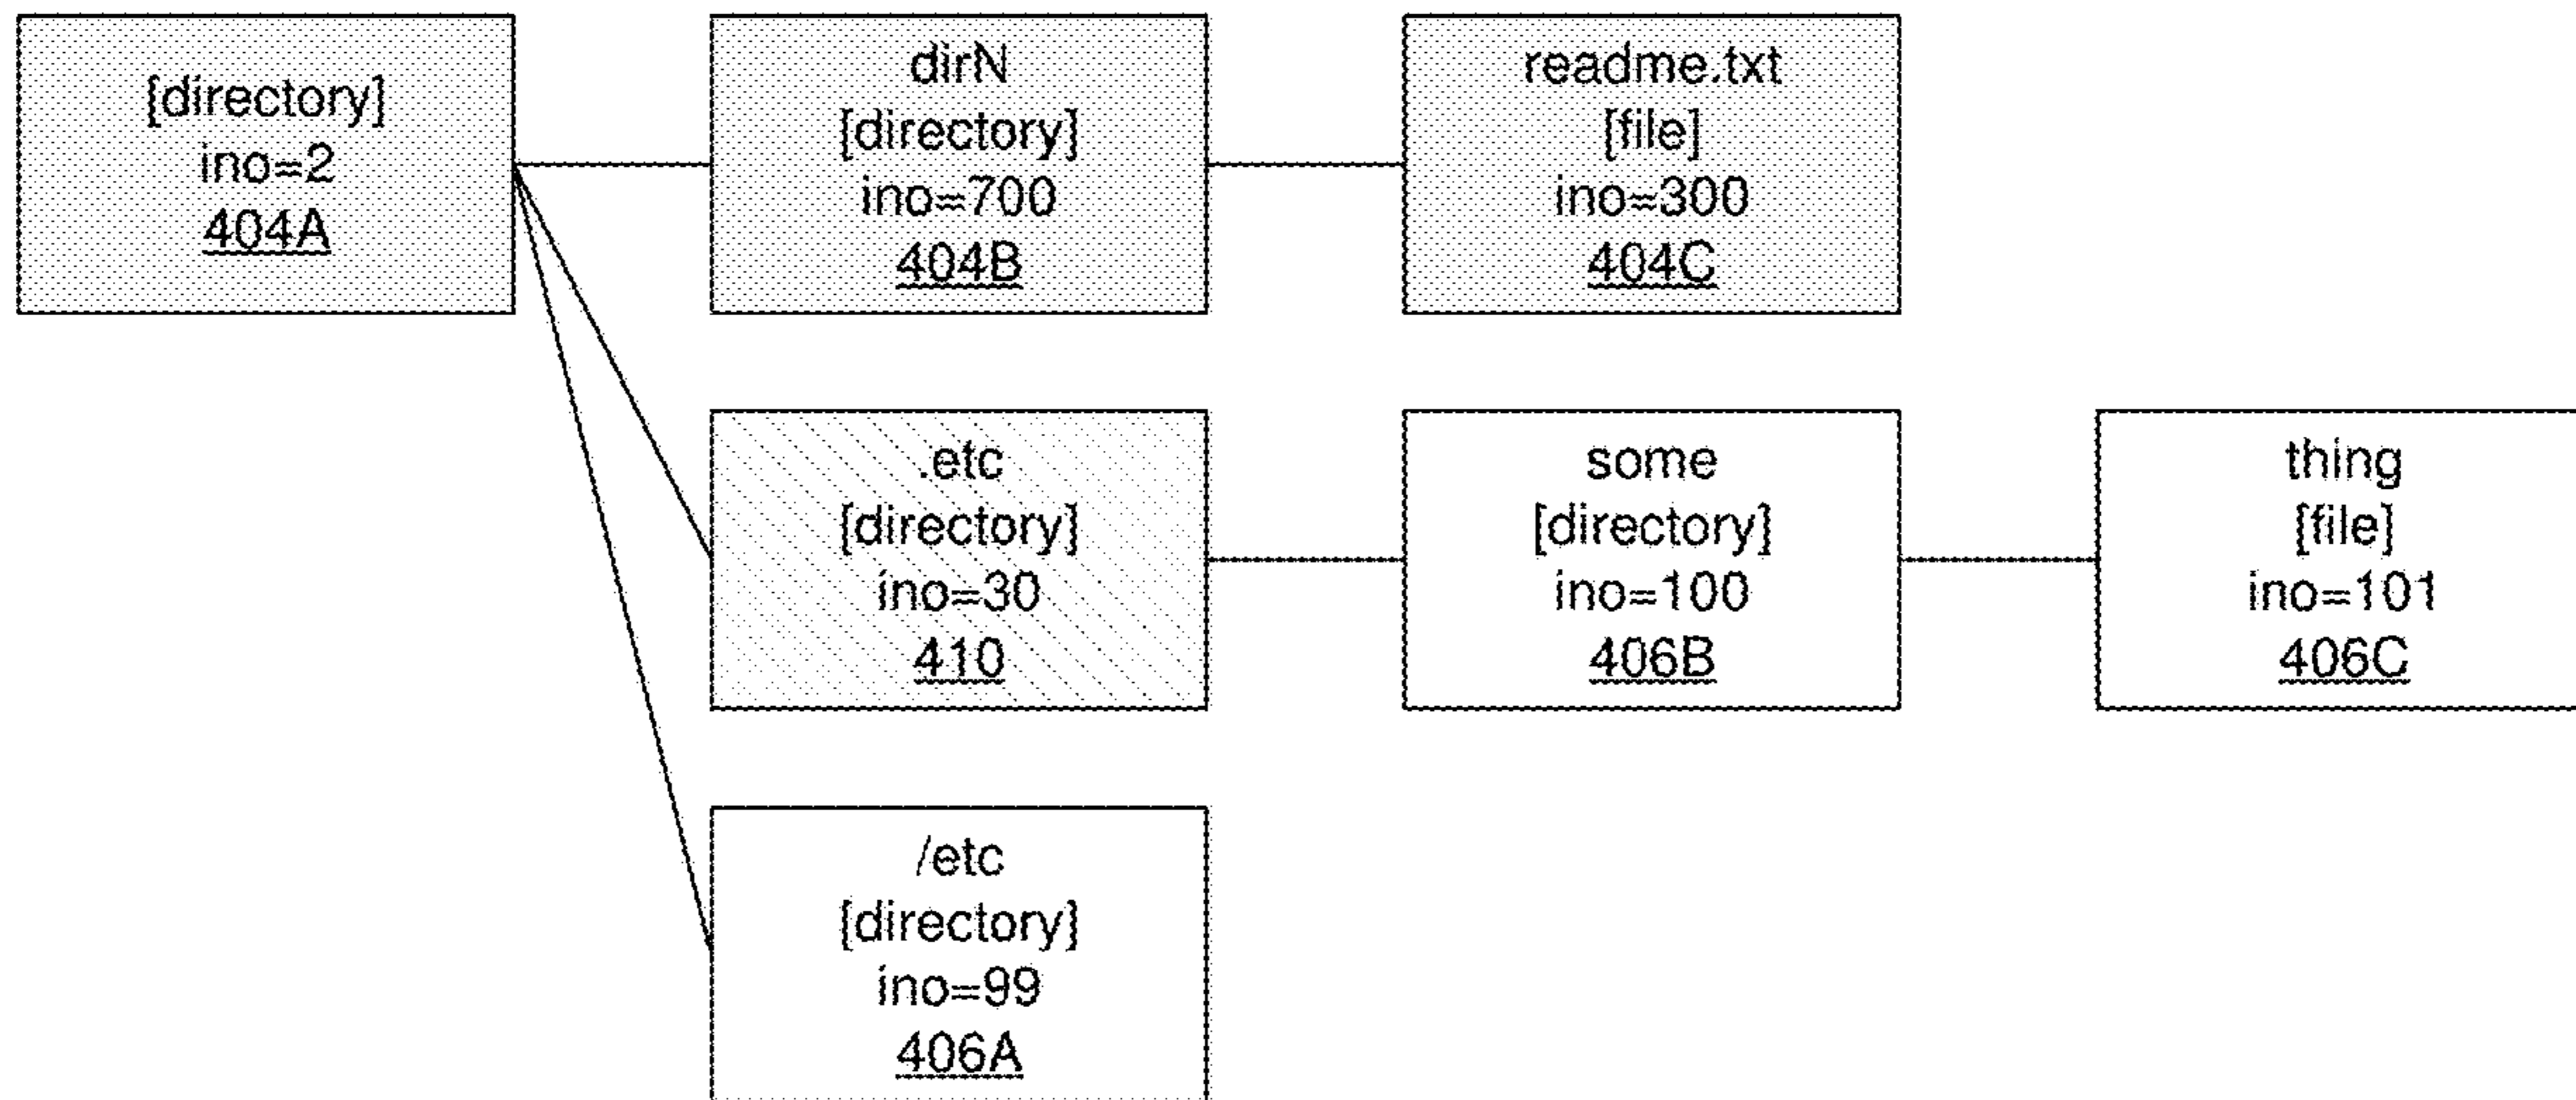 [directory]
ino=2
404A
dirN
[directory]
ino=700
404B
readme.txt
[file]
ino=300
404C
.etc
[directory]
ino=30
410
some
[directory]
ino=100
406B
thing
[file]
ino=101
406C
/etc
[directory]
ino=99
406A